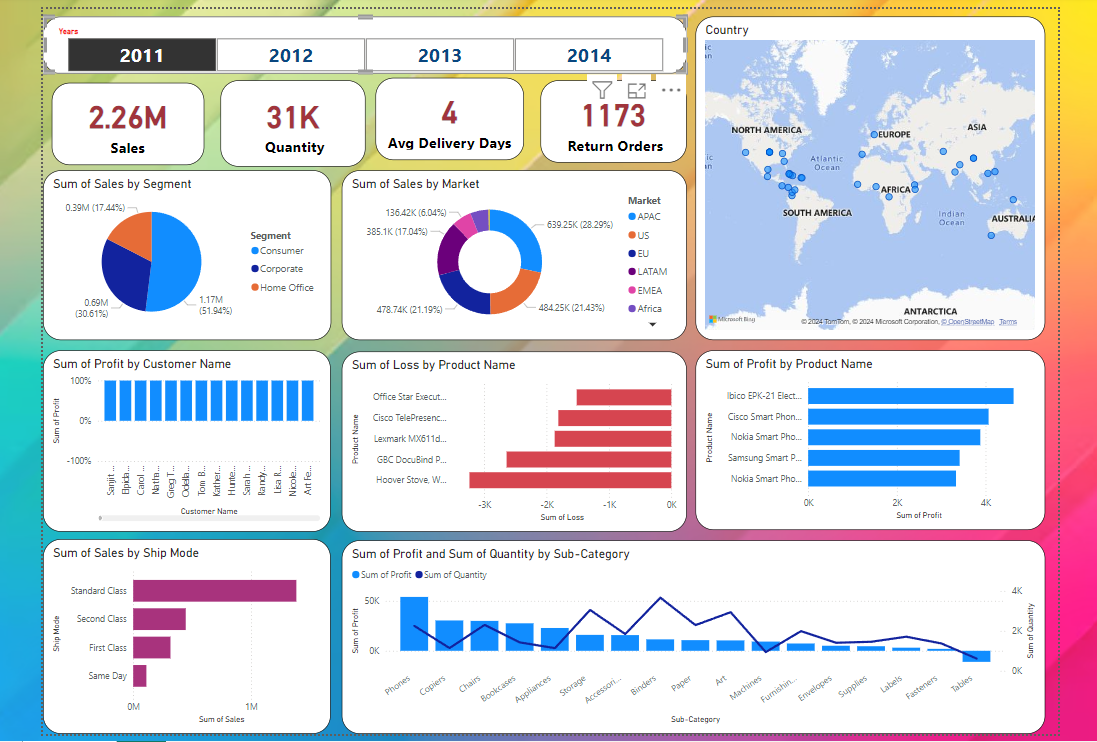 Years
2011 2012 2013 2014
2.26M
Sales
31K
Quantity
4
Avg Delivery Days
1173
Return Orders
Country
NORTH AMERICA
EUROPE
ASIA
Atlantic
Ocean
AFRICA
SOUTH AMERICA
Indian
Ocean
AUSTRALIA
ANTARCTICA
Microsoft Bing
© 2024 TomTom, © 2024 Microsoft Corporation, © OpenStreetMap Terms
Sum of Sales by Segment
0.39M (17.44%)
0.69M
(30.61%)
1.17M
(51.94%)
Segment
Consumer
Corporate
Home Office
Sum of Sales by Market
136.42K (6.04%)
385.1K (17.04%)
478.74K (21.19%)
639.25K (28.29%)
484.25K (21.43%)
Market
APAC
US
EU
LATAM
EMEA
Africa
Sum of Profit by Customer Name
Sum of Profit
100%
0%
-100%
Sanjit ...
Elpida...
Carol ...
Natha...
Greg T...
Odella...
Tom B...
Kather...
Hunte...
Sarah ...
Randy...
Lisa R...
Nicole...
Art Fe...
Customer Name
Sum of Loss by Product Name
Product Name
Office Star Execut...
Cisco TelePresenc...
Lexmark MX611d...
GBC DocuBind P...
Hoover Stove, W...
-3K -2K -1K 0K
Sum of Loss
Sum of Profit by Product Name
Product Name
Ibico EPK-21 Elect...
Cisco Smart Phon...
Nokia Smart Pho...
Samsung Smart P...
Nokia Smart Pho...
0K 2K 4K
Sum of Profit
Sum of Sales by Ship Mode
Ship Mode
Standard Class
Second Class
First Class
Same Day
0M 1M
Sum of Sales
Sum of Profit and Sum of Quantity by Sub-Category
Sum of Profit Sum of Quantity
Sum of Profit
50K
0K
4K
2K
0K
Sum of Quantity
Phones
Copiers
Chairs
Bookcases
Appliances
Storage
Accessori...
Binders
Paper
Art
Machines
Furnishin...
Envelopes
Supplies
Labels
Fasteners
Tables
Sub-Category